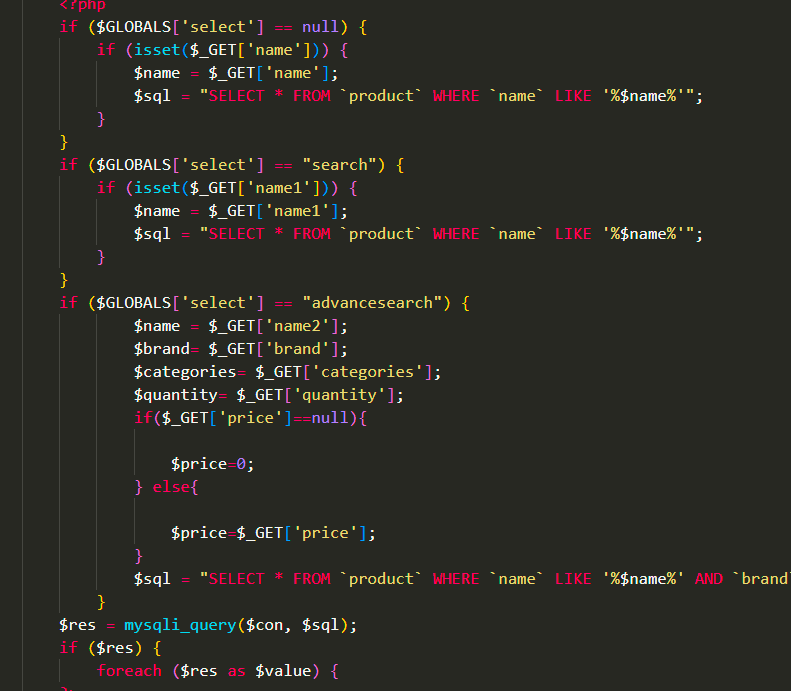 <?php
if ($GLOBALS['select'] == null) {
if (isset($_GET['name'])) {
$name = $_GET['name'];
$sql = "SELECT * FROM `product` WHERE `name` LIKE '%$name%'";
}
}
if ($GLOBALS['select'] == "search") {
if (isset($_GET['name1'])) {
$name = $_GET['name1'];
$sql = "SELECT * FROM `product` WHERE `name` LIKE '%$name%'";
}
}
if ($GLOBALS['select'] == "advancesearch") {
$name = $_GET['name2'];
$brand= $_GET['brand'];
$categories= $_GET['categories'];
$quantity= $_GET['quantity'];
if($_GET['price']==null){
$price=0;
} else{
$price=$_GET['price'];
}
$sql = "SELECT * FROM `product` WHERE `name` LIKE '%$name%' AND `brand`
}
$res = mysqli_query($con, $sql);
if ($res) {
foreach ($res as $value) {